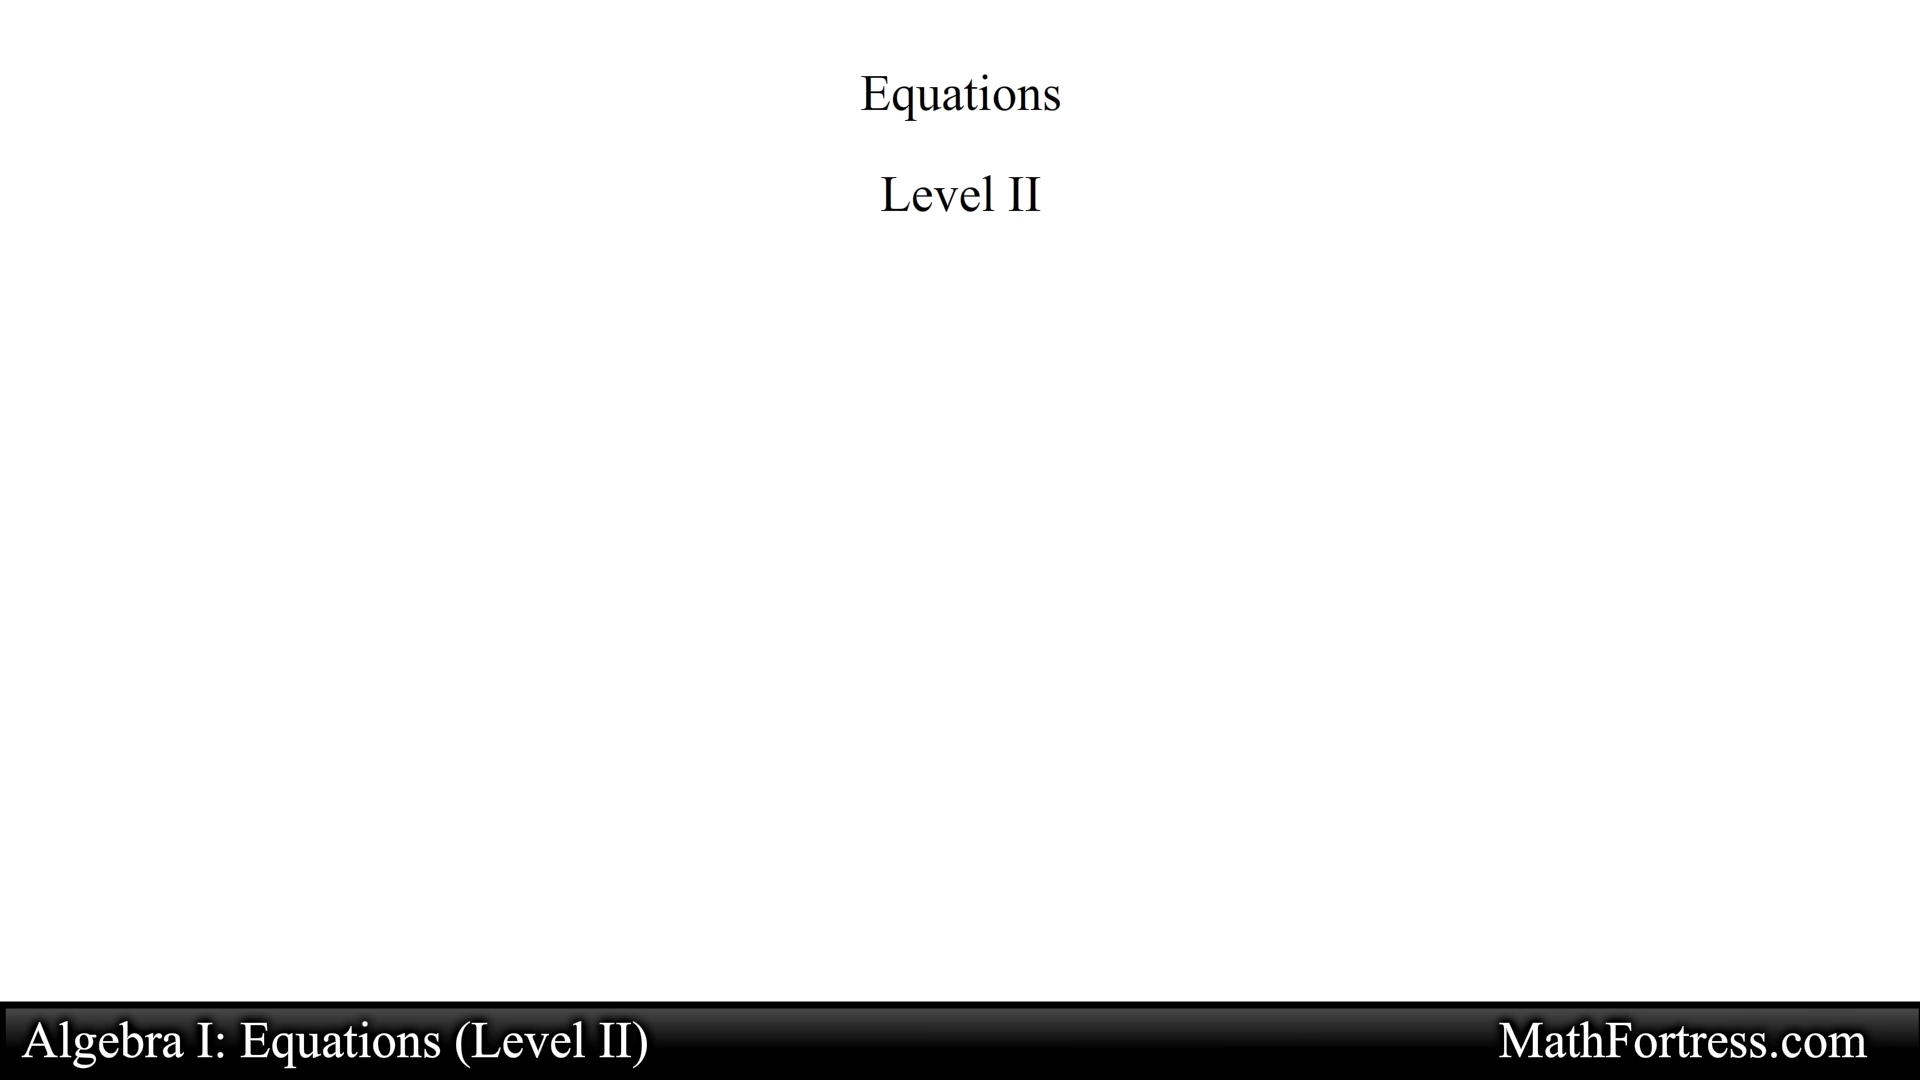 Equations
Level II
Algebra I: Equations (Level II)
MathFortress.com